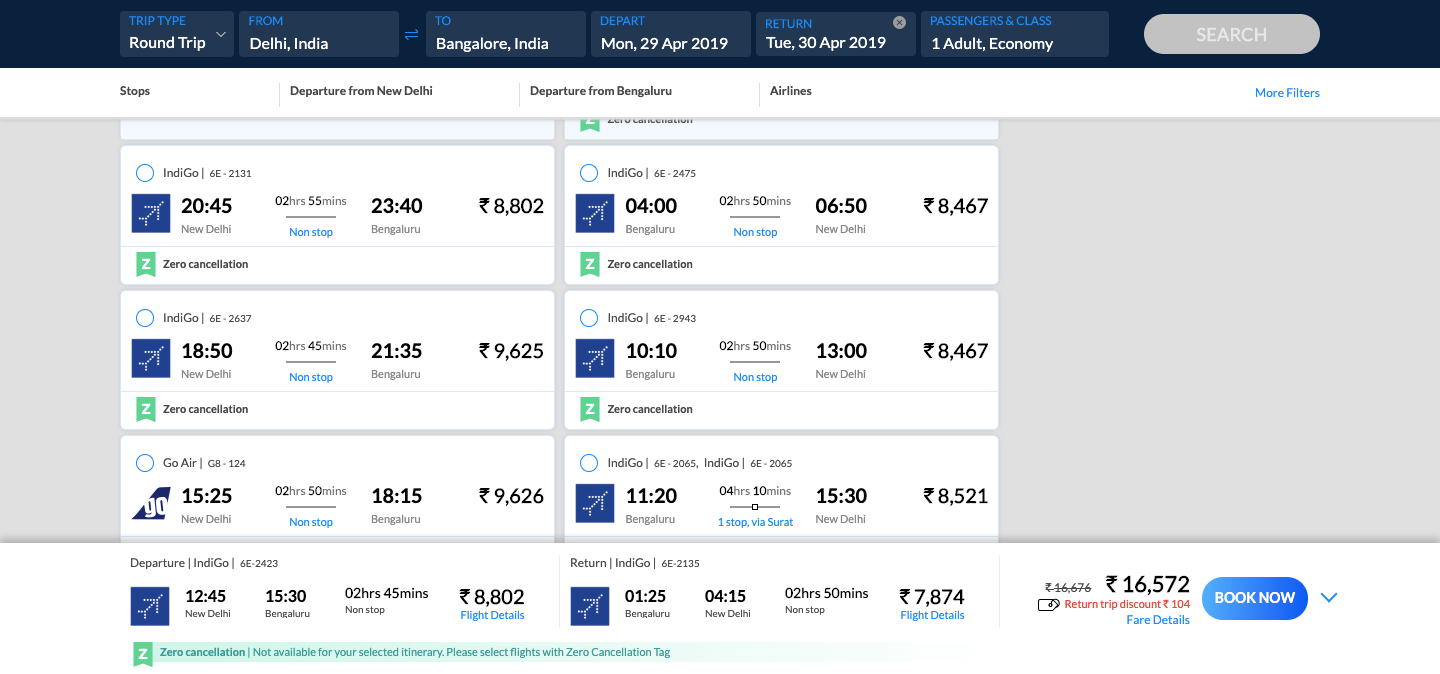 TRIP TYPE
Round Trip
FROM
Delhi, India
TO
Bangalore, India
DEPART
Mon, 29 Apr 2019
RETURN
Tue, 30 Apr 2019
PASSENGERS & CLASS
1 Adult, Economy
SEARCH
Stops
Departure from New Delhi
Departure from Bengaluru
Airlines
More Filters
Zero cancellation
IndiGo | 6E - 2131
20:45 02hrs 55mins 23:40 ₹ 8,802
New Delhi Non stop Bengaluru
Z Zero cancellation
IndiGo | 6E - 2475
04:00 02hrs 50mins 06:50 ₹ 8,467
Bengaluru Non stop New Delhi
Z Zero cancellation
IndiGo | 6E - 2637
18:50 02hrs 45mins 21:35 ₹ 9,625
New Delhi Non stop Bengaluru
Z Zero cancellation
IndiGo | 6E - 2943
10:10 02hrs 50mins 13:00 ₹ 8,467
Bengaluru Non stop New Delhi
Z Zero cancellation
Go Air | G8 - 124
go 15:25 02hrs 50mins 18:15 ₹ 9,626
New Delhi Non stop Bengaluru
IndiGo | 6E - 2065, IndiGo | 6E - 2065
11:20 04hrs 10mins 15:30 ₹ 8,521
Bengaluru 1 stop, via Surat New Delhi
Departure | IndiGo | 6E-2423
12:45 15:30 02hrs 45mins ₹ 8,802
New Delhi Bengaluru Non stop Flight Details
Return | IndiGo | 6E-2135
01:25 04:15 02hrs 50mins ₹ 7,874
Bengaluru New Delhi Non stop Flight Details
₹ 16,676 ₹ 16,572
Return trip discount ₹ 104
Fare Details
BOOK NOW
Z Zero cancellation | Not available for your selected itinerary. Please select flights with Zero Cancellation Tag